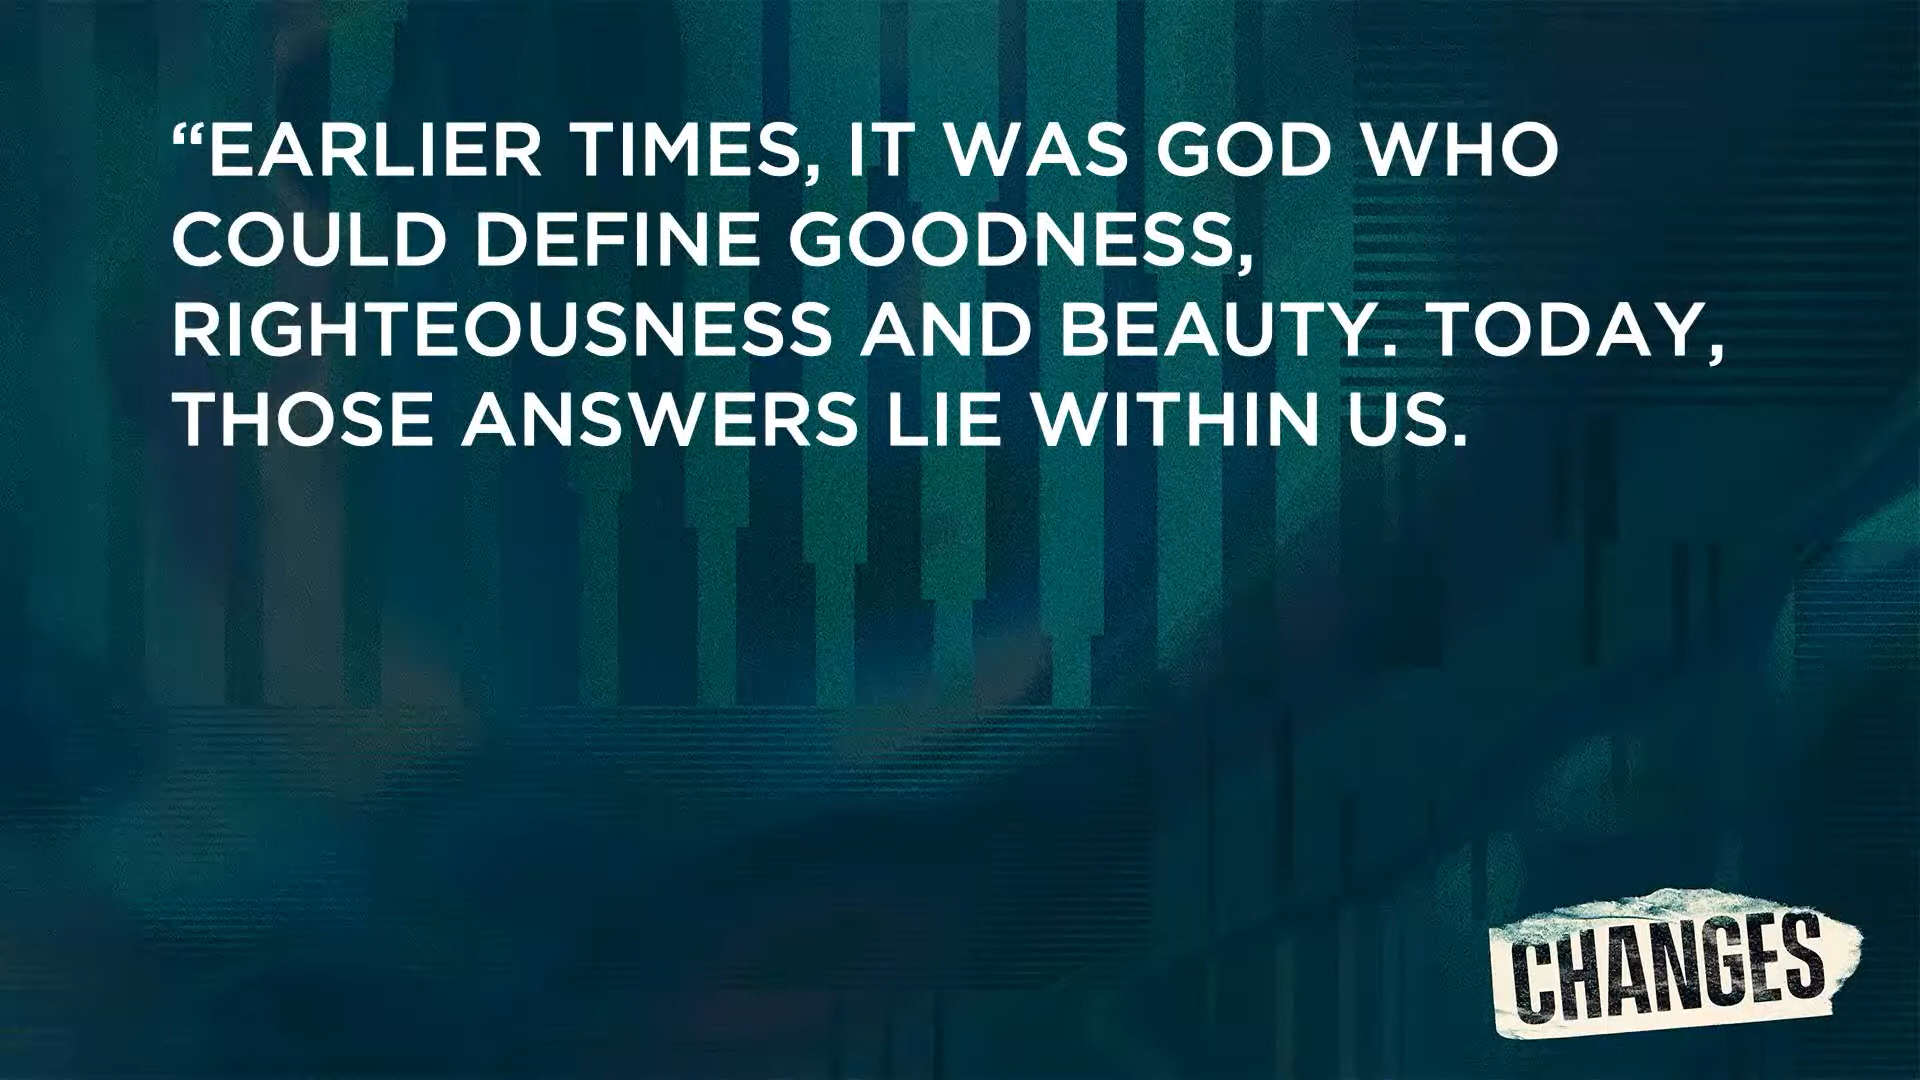 “EARLIER TIMES, IT WAS GOD WHO
COULD DEFINE GOODNESS,
RIGHTEOUSNESS AND BEAUTY. TODAY,
THOSE ANSWERS LIE WITHIN US.
CHANGES